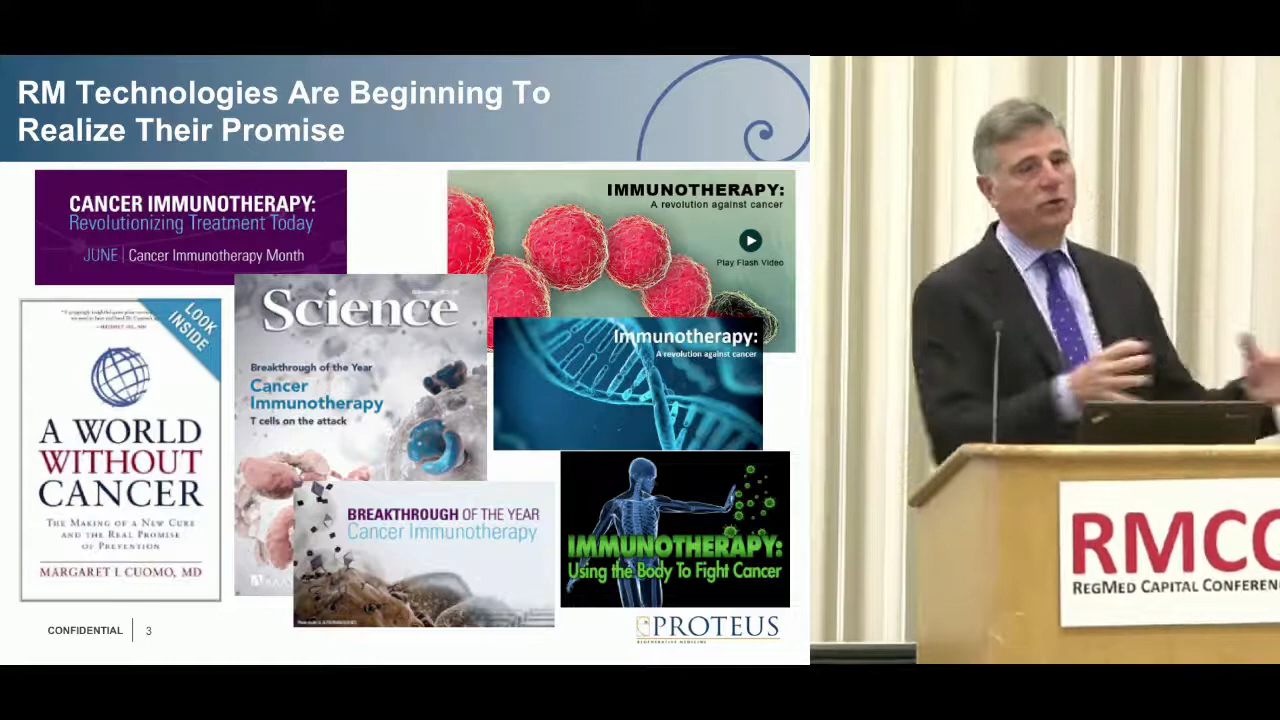 RM Technologies Are Beginning To
Realize Their Promise
CANCER IMMUNOTHERAPY:
Revolutionizing Treatment Today
JUNE | Cancer Immunotherapy Month
IMMUNOTHERAPY:
A revolution against cancer
Play Flash Video
LOOK
INSIDE
A WORLD
WITHOUT
CANCER
THE MAKING OF A NEW CURE
AND THE REAL PROMISE
OF PREVENTION
MARGARET I. CUOMO, MD
Science
Breakthrough of the Year
Cancer
Immunotherapy
T cells on the attack
Immunotherapy:
A revolution against cancer
BREAKTHROUGH OF THE YEAR
Cancer Immunotherapy
IMMUNOTHERAPY:
Using the Body To Fight Cancer
CONFIDENTIAL
3
PROTEUS
REGENERATIVE MEDICINE
RMCC
REGMED CAPITAL CONFEREN